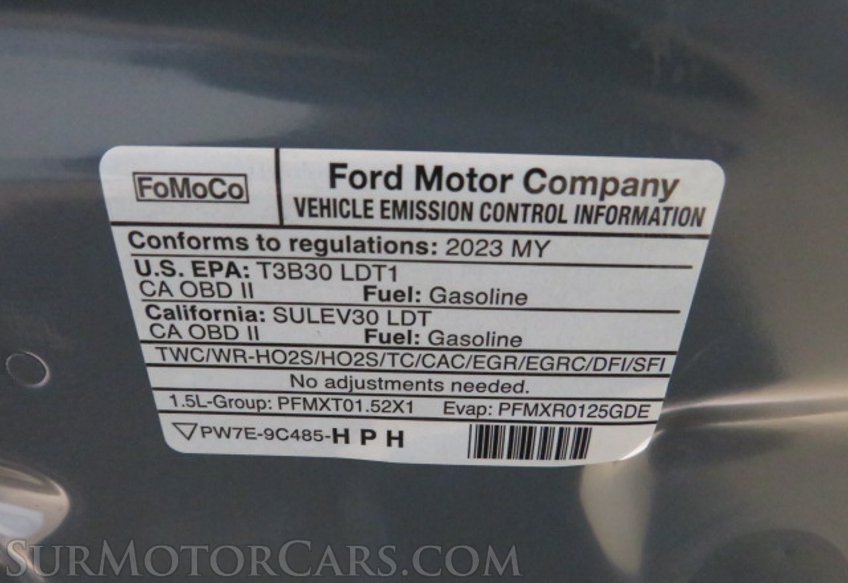 FoMoCo
Ford Motor Company
VEHICLE EMISSION CONTROL INFORMATION
Conforms to regulations: 2023 MY
U.S. EPA: T3B30 LDT1
CA OBD II Fuel: Gasoline
California: SULEV30 LDT
CA OBD II Fuel: Gasoline
TWC/WR-HO2S/HO2S/TC/CAC/EGR/EGRC/DFI/SFI
No adjustments needed.
1.5L-Group: PFMXT01.52X1 Evap: PFMXR0125GDE
PW7E-9C485-HPH
SURMOTORCARS.COM